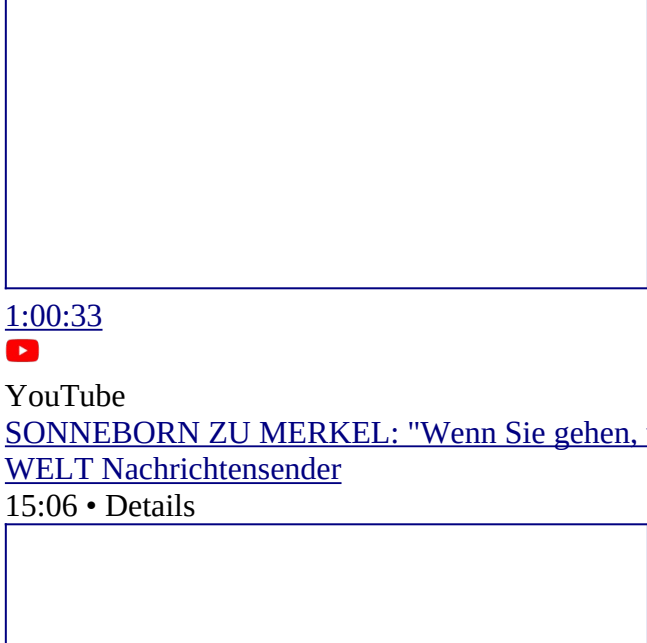 1:00:33
YouTube
SONNEBORN ZU MERKEL: "Wenn Sie gehen,
WELT Nachrichtensender
15:06 • Details